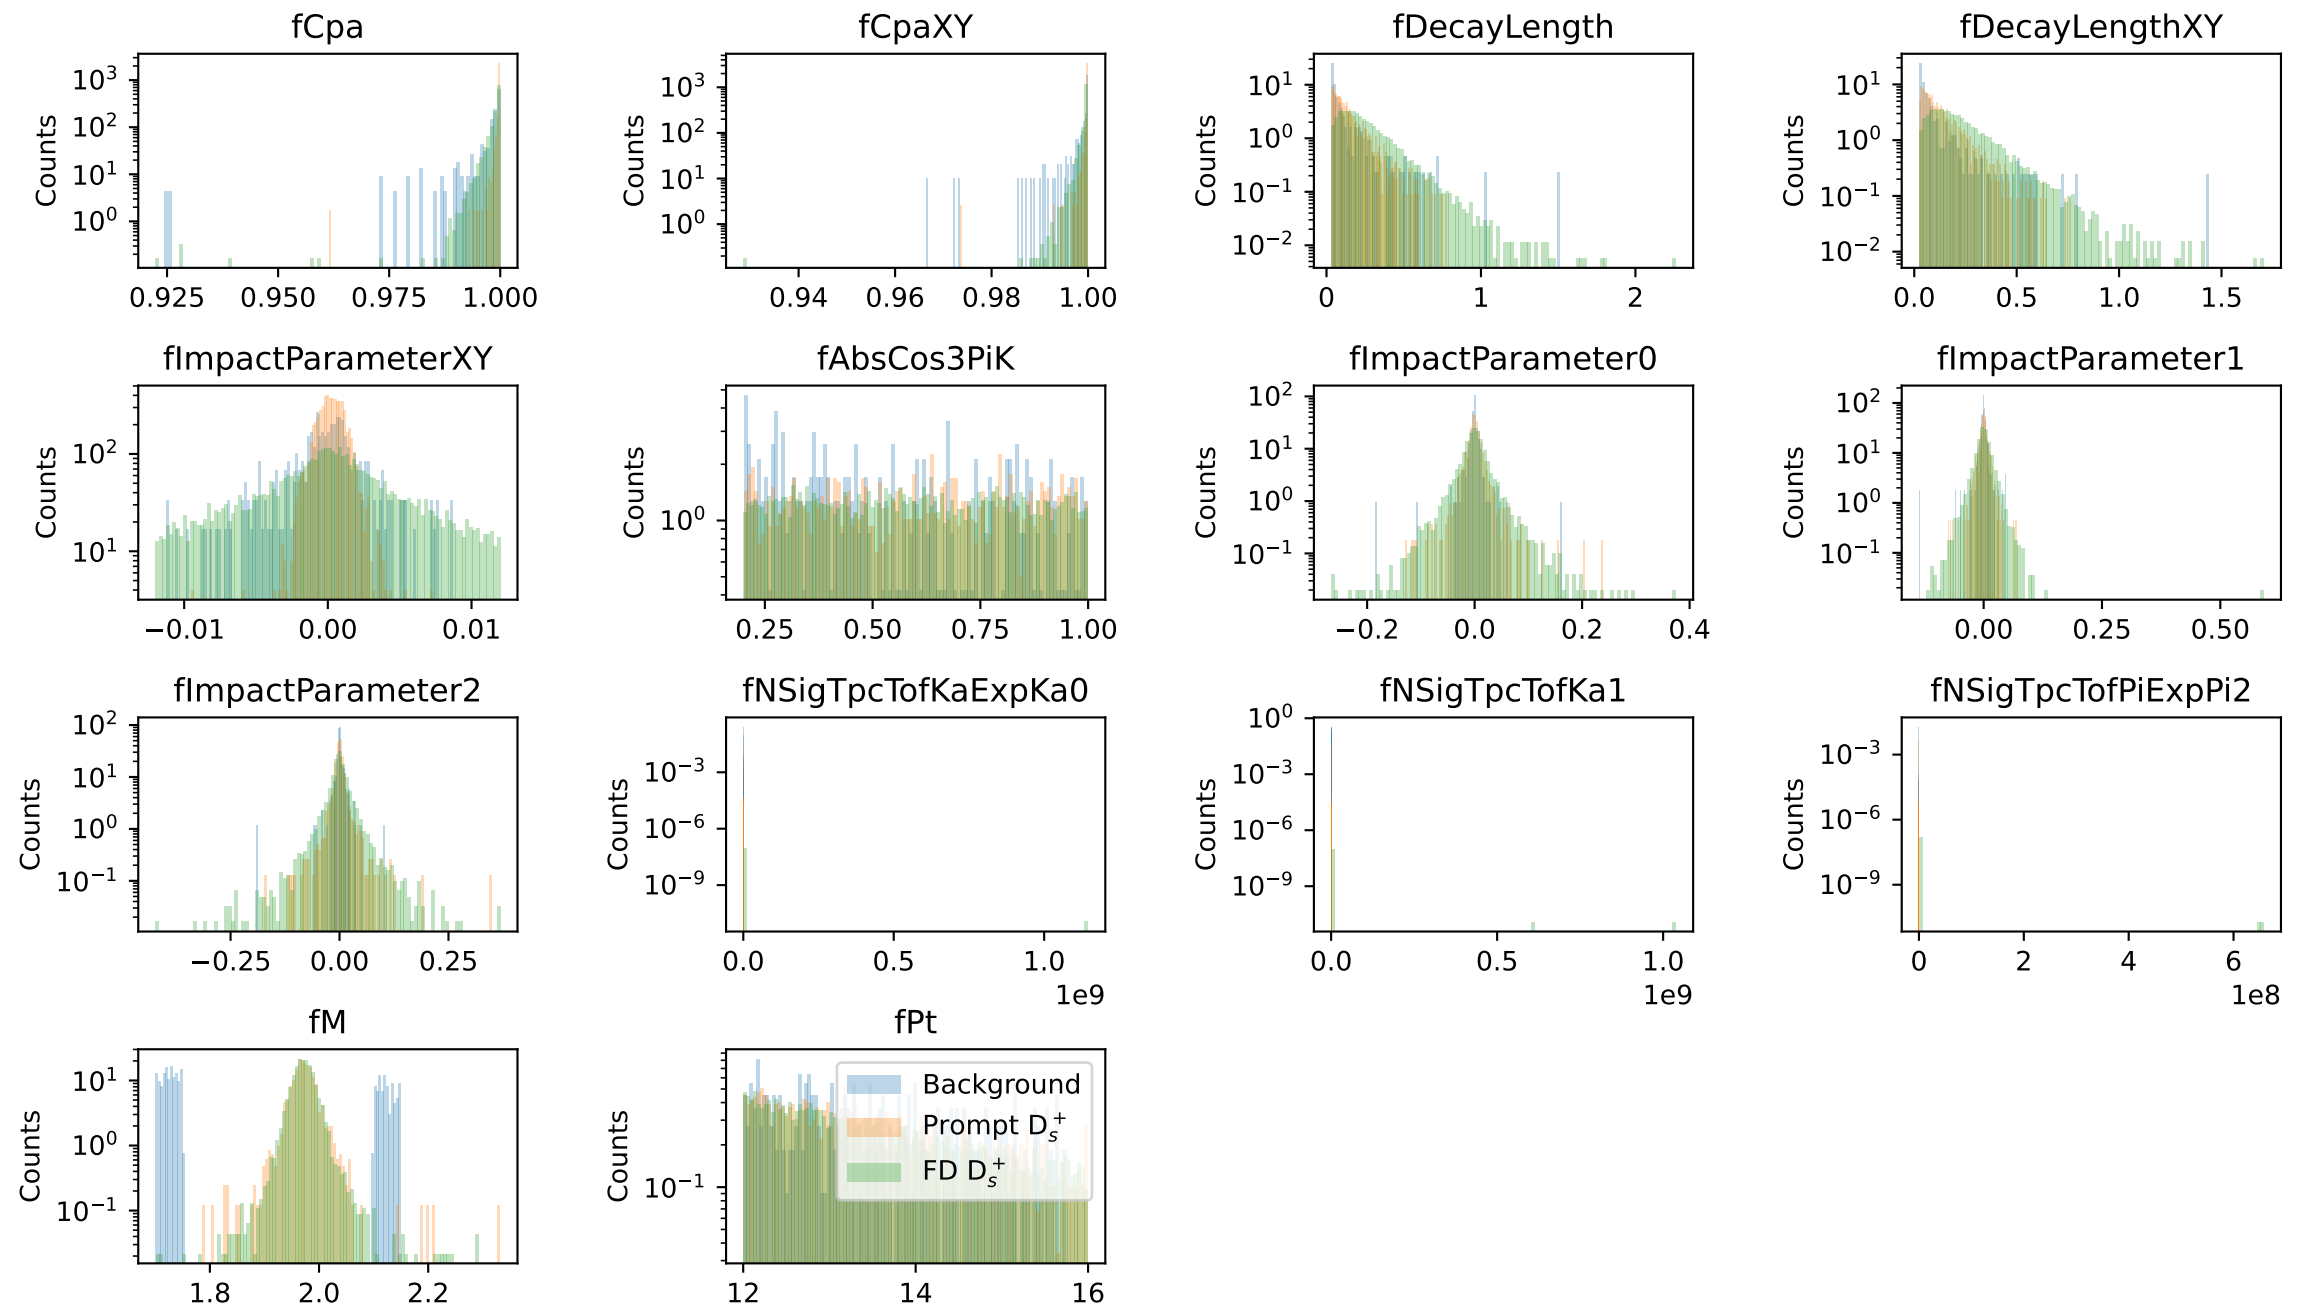 fCpa
fCpaXY
fDecayLength
fDecayLengthXY
Counts
10³
10²
10¹
10⁰
0.925 0.950 0.975 1.000
Counts
10³
10²
10¹
10⁰
0.94 0.96 0.98 1.00
Counts
10¹
10⁰
10⁻¹
10⁻²
0 1 2
Counts
10¹
10⁰
10⁻¹
10⁻²
0.0 0.5 1.0 1.5
fImpactParameterXY
fAbsCos3PiK
fImpactParameter0
fImpactParameter1
Counts
10²
10¹
−0.01 0.00 0.01
Counts
10⁰
0.25 0.50 0.75 1.00
Counts
10²
10¹
10⁰
10⁻¹
−0.2 0.0 0.2 0.4
Counts
10²
10¹
10⁰
10⁻¹
0.00 0.25 0.50
fImpactParameter2
fNSigTpcTofKaExpKa0
fNSigTpcTofKa1
fNSigTpcTofPiExpPi2
Counts
10²
10¹
10⁰
10⁻¹
−0.25 0.00 0.25
Counts
10⁻³
10⁻⁶
10⁻⁹
0.0 0.5 1.0
1e9
Counts
10⁰
10⁻³
10⁻⁶
10⁻⁹
0.0 0.5 1.0
1e9
Counts
10⁻³
10⁻⁶
10⁻⁹
0 2 4 6
1e8
fM
fPt
Counts
10¹
10⁰
10⁻¹
1.8 2.0 2.2
Counts
10⁻¹
12 14 16
Background
Prompt Dₛ⁺
FD Dₛ⁺